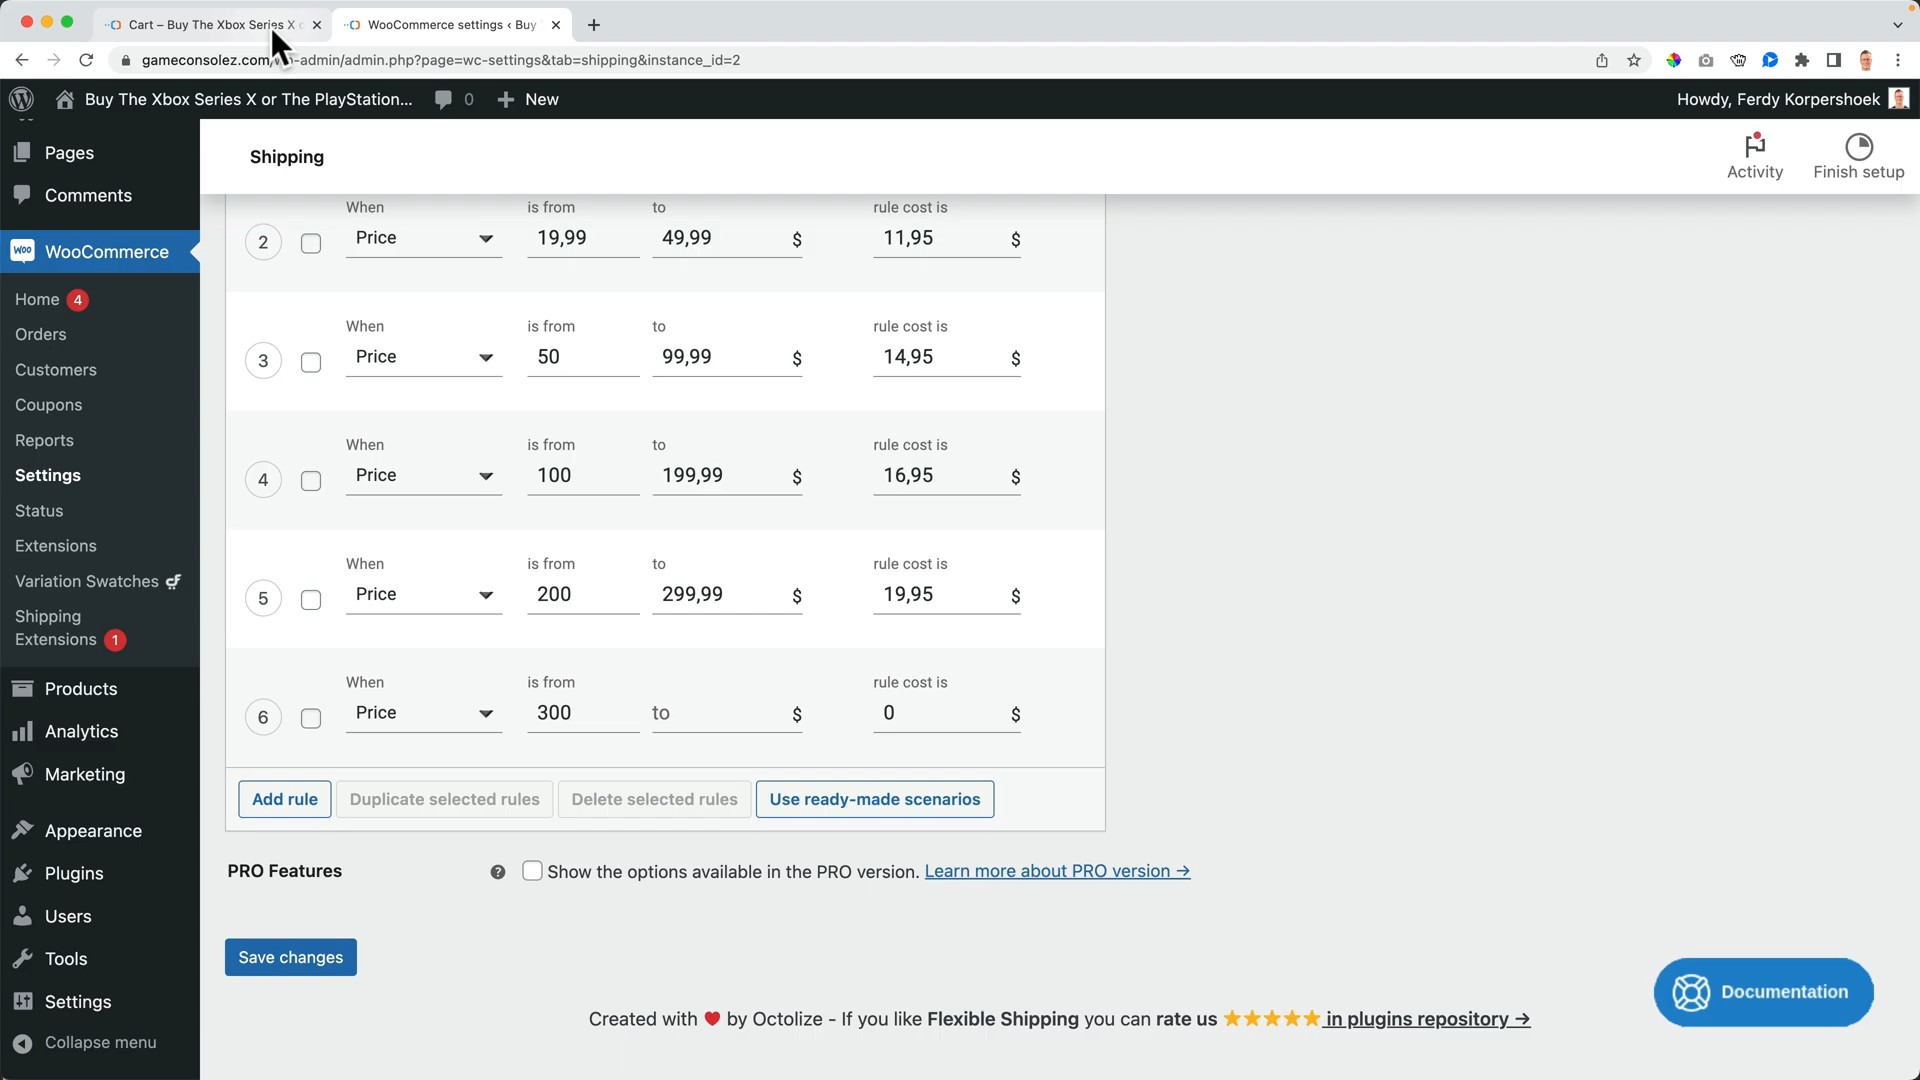 Cart – Buy The Xbox Series X
WooCommerce settings ‹ Buy
gameconsolez.com/ -admin/admin.php?page=wc-settings&tab=shipping&instance_id=2
Buy The Xbox Series X or The PlayStation... 0 New
Howdy, Ferdy Korpershoek
Pages
Comments
WooCommerce
Home 4
Orders
Customers
Coupons
Reports
Settings
Status
Extensions
Variation Swatches
Shipping
Extensions 1
Products
Analytics
Marketing
Appearance
Plugins
Users
Tools
Settings
Collapse menu
Shipping
Activity
Finish setup
When is from to rule cost is
2 Price 19,99 49,99 $ 11,95 $
When is from to rule cost is
3 Price 50 99,99 $ 14,95 $
When is from to rule cost is
4 Price 100 199,99 $ 16,95 $
When is from to rule cost is
5 Price 200 299,99 $ 19,95 $
When is from rule cost is
6 Price 300 to $ 0 $
Add rule Duplicate selected rules Delete selected rules Use ready-made scenarios
PRO Features ? Show the options available in the PRO version. Learn more about PRO version →
Save changes
Documentation
Created with ♥ by Octolize - If you like Flexible Shipping you can rate us ★★★★★ in plugins repository →